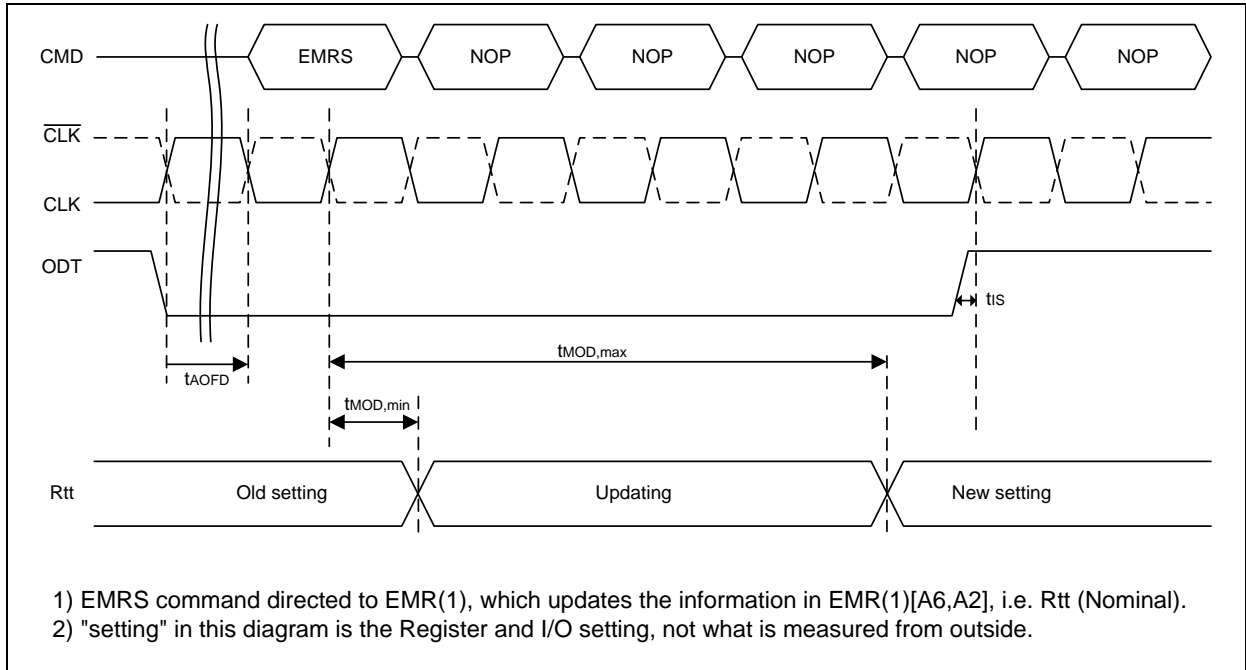 CMD EMRS NOP NOP NOP NOP NOP
CLK
CLK
ODT
tIS
tMOD,max
tAOFD
tMOD,min
Rtt Old setting Updating New setting
1) EMRS command directed to EMR(1), which updates the information in EMR(1)[A6,A2], i.e. Rtt (Nominal).
2) "setting" in this diagram is the Register and I/O setting, not what is measured from outside.